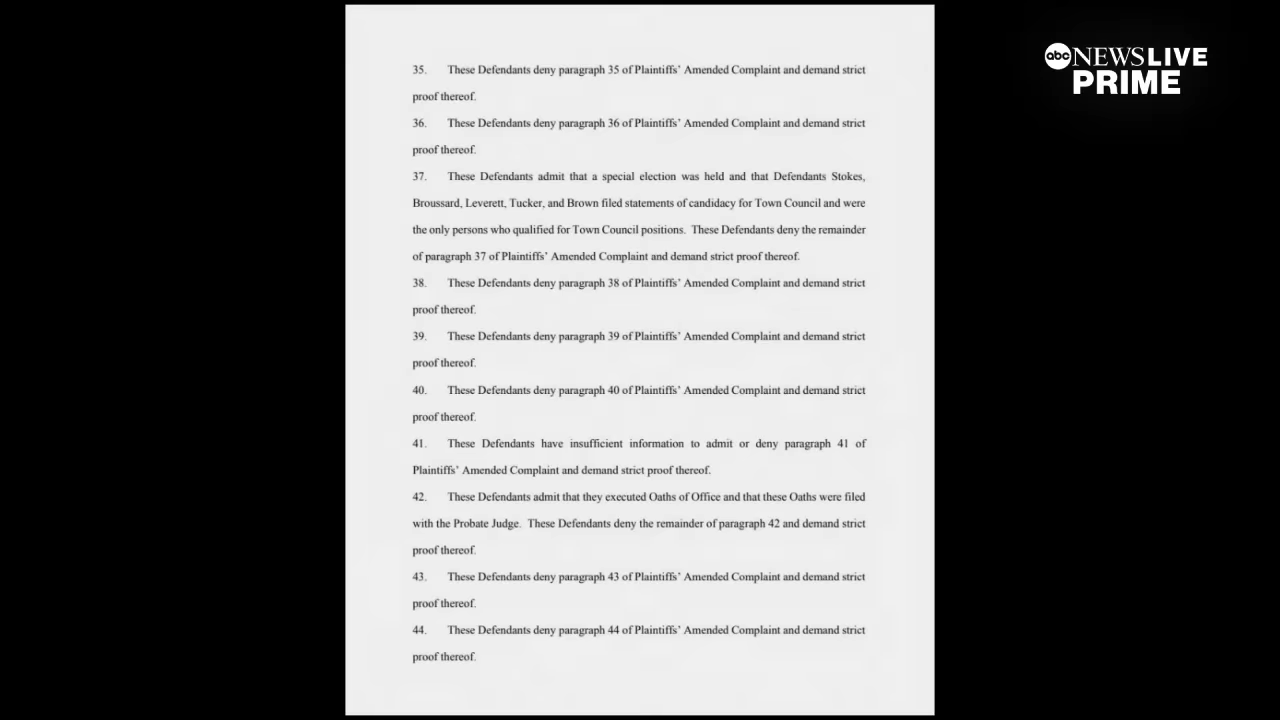 35. These Defendants deny paragraph 35 of Plaintiffs' Amended Complaint and demand strict
proof thereof.
36. These Defendants deny paragraph 36 of Plaintiffs' Amended Complaint and demand strict
proof thereof.
37. These Defendants admit that a special election was held and that Defendants Stokes,
Broussard, Leverett, Tucker, and Brown filed statements of candidacy for Town Council and were
the only persons who qualified for Town Council positions. These Defendants deny the remainder
of paragraph 37 of Plaintiffs' Amended Complaint and demand strict proof thereof.
38. These Defendants deny paragraph 38 of Plaintiffs' Amended Complaint and demand strict
proof thereof.
39. These Defendants deny paragraph 39 of Plaintiffs' Amended Complaint and demand strict
proof thereof.
40. These Defendants deny paragraph 40 of Plaintiffs' Amended Complaint and demand strict
proof thereof.
41. These Defendants have insufficient information to admit or deny paragraph 41 of
Plaintiffs' Amended Complaint and demand strict proof thereof.
42. These Defendants admit that they executed Oaths of Office and that these Oaths were filed
with the Probate Judge. These Defendants deny the remainder of paragraph 42 and demand strict
proof thereof.
43. These Defendants deny paragraph 43 of Plaintiffs' Amended Complaint and demand strict
proof thereof.
44. These Defendants deny paragraph 44 of Plaintiffs' Amended Complaint and demand strict
proof thereof.
abc NEWS LIVE
PRIME